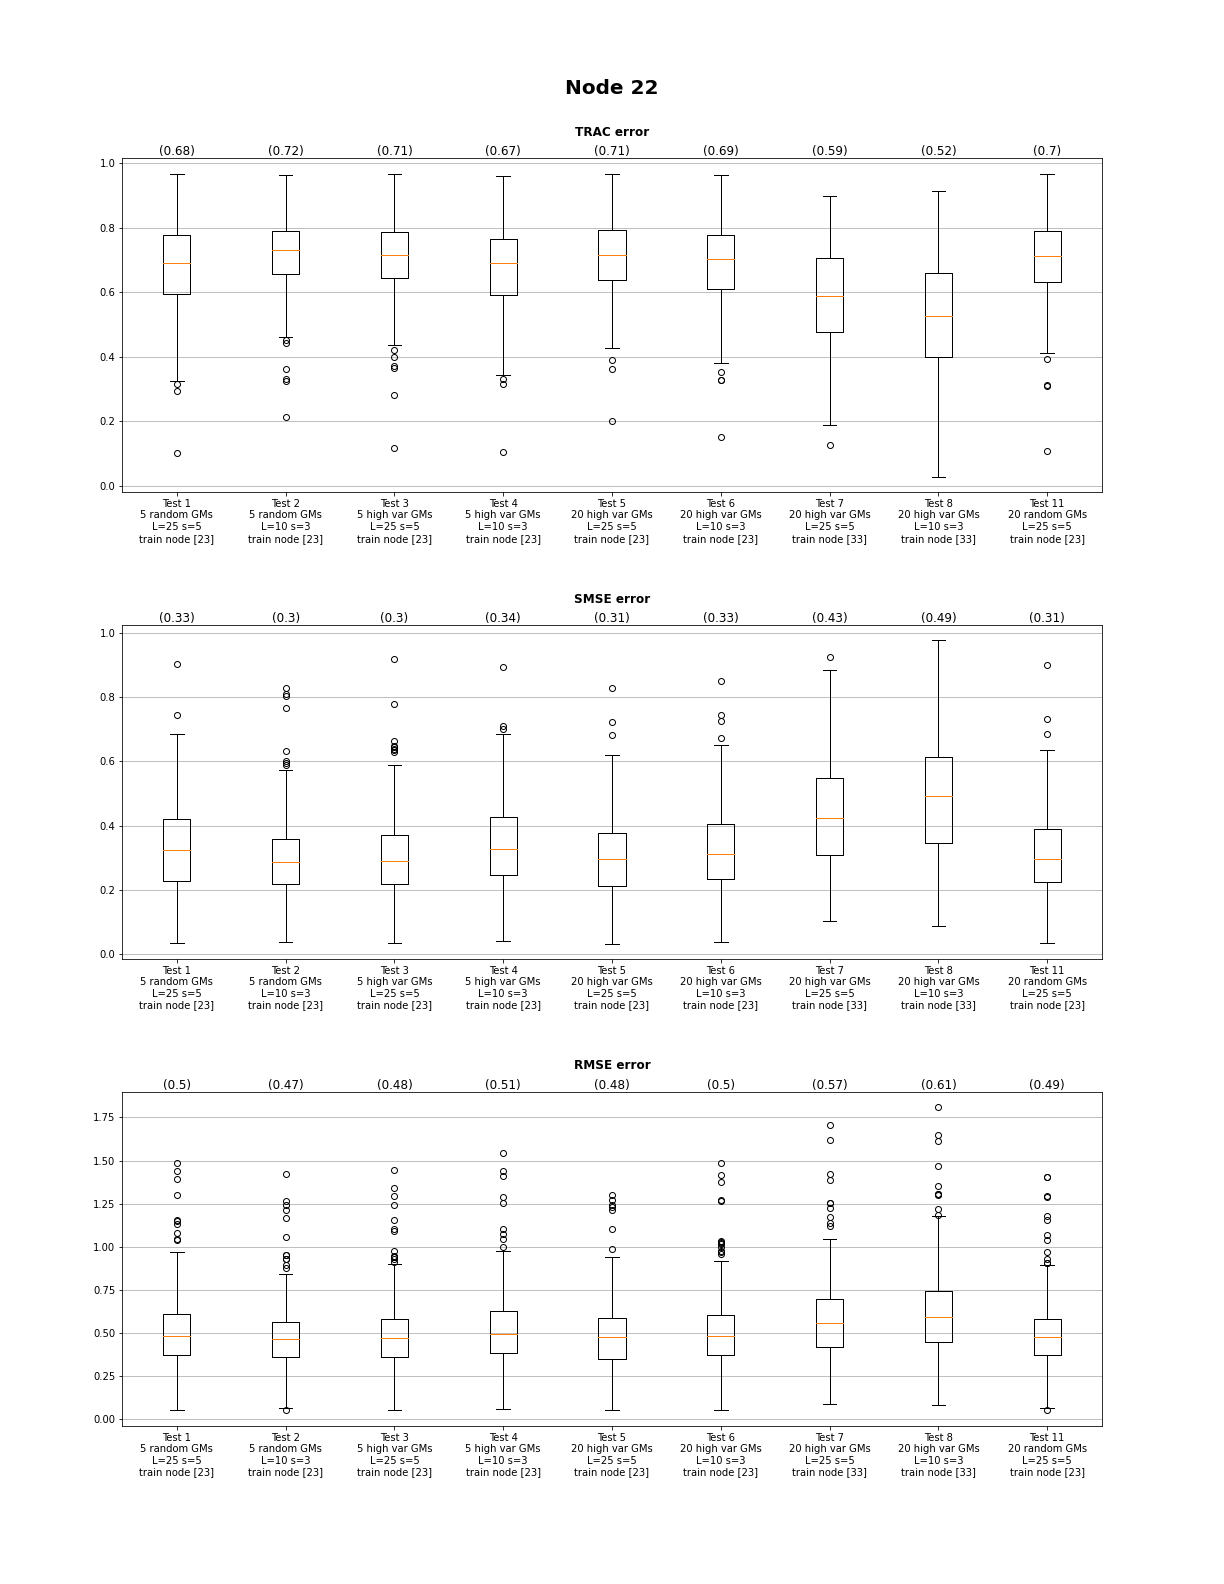 Node 22
TRAC error
(0.68) (0.72) (0.71) (0.67) (0.71) (0.69) (0.59) (0.52) (0.7)
1.0
0.8
0.6
0.4
0.2
0.0
Test 1 Test 2 Test 3 Test 4 Test 5 Test 6 Test 7 Test 8 Test 11
5 random GMs 5 random GMs 5 high var GMs 5 high var GMs 20 high var GMs 20 high var GMs 20 high var GMs 20 high var GMs 20 random GMs
L=25 s=5 L=10 s=3 L=25 s=5 L=10 s=3 L=25 s=5 L=10 s=3 L=25 s=5 L=10 s=3 L=25 s=5
train node [23] train node [23] train node [23] train node [23] train node [23] train node [23] train node [33] train node [33] train node [23]
SMSE error
(0.33) (0.3) (0.3) (0.34) (0.31) (0.33) (0.43) (0.49) (0.31)
1.0
0.8
0.6
0.4
0.2
0.0
Test 1 Test 2 Test 3 Test 4 Test 5 Test 6 Test 7 Test 8 Test 11
5 random GMs 5 random GMs 5 high var GMs 5 high var GMs 20 high var GMs 20 high var GMs 20 high var GMs 20 high var GMs 20 random GMs
L=25 s=5 L=10 s=3 L=25 s=5 L=10 s=3 L=25 s=5 L=10 s=3 L=25 s=5 L=10 s=3 L=25 s=5
train node [23] train node [23] train node [23] train node [23] train node [23] train node [23] train node [33] train node [33] train node [23]
RMSE error
(0.5) (0.47) (0.48) (0.51) (0.48) (0.5) (0.57) (0.61) (0.49)
1.75
1.50
1.25
1.00
0.75
0.50
0.25
0.00
Test 1 Test 2 Test 3 Test 4 Test 5 Test 6 Test 7 Test 8 Test 11
5 random GMs 5 random GMs 5 high var GMs 5 high var GMs 20 high var GMs 20 high var GMs 20 high var GMs 20 high var GMs 20 random GMs
L=25 s=5 L=10 s=3 L=25 s=5 L=10 s=3 L=25 s=5 L=10 s=3 L=25 s=5 L=10 s=3 L=25 s=5
train node [23] train node [23] train node [23] train node [23] train node [23] train node [23] train node [33] train node [33] train node [23]